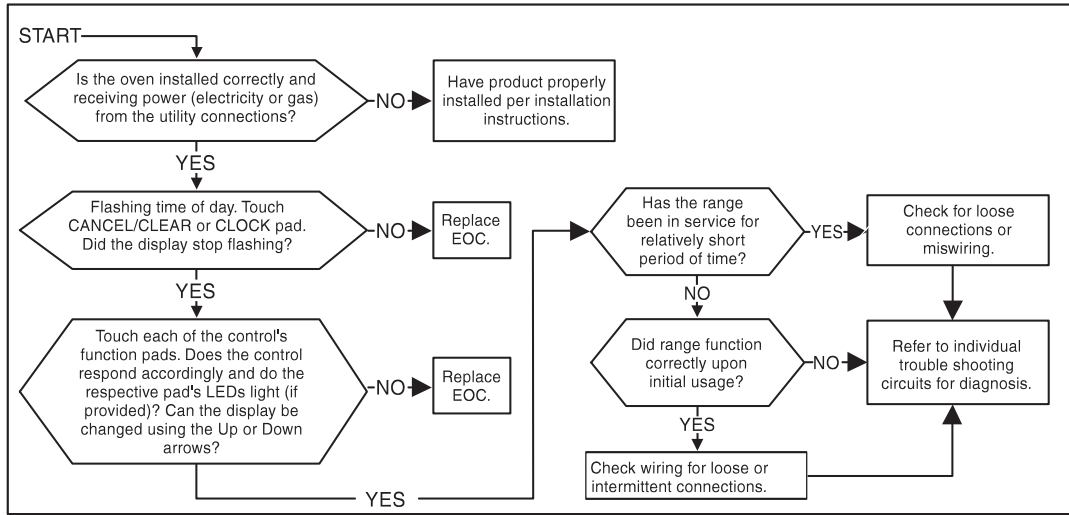 START
Is the oven installed correctly and
receiving power (electricity or gas)
from the utility connections?
NO
Have product properly
installed per installation
instructions.
YES
Flashing time of day. Touch
CANCEL/CLEAR or CLOCK pad.
Did the display stop flashing?
NO
Replace
EOC.
YES
Touch each of the control's
function pads. Does the control
respond accordingly and do the
respective pad's LEDs light (if
provided)? Can the display be
changed using the Up or Down
arrows?
NO
Replace
EOC.
YES
Has the range
been in service for
relatively short
period of time?
YES
Check for loose
connections or
miswiring.
NO
Did range function
correctly upon
initial usage?
NO
Refer to individual
trouble shooting
circuits for diagnosis.
YES
Check wiring for loose or
intermittent connections.